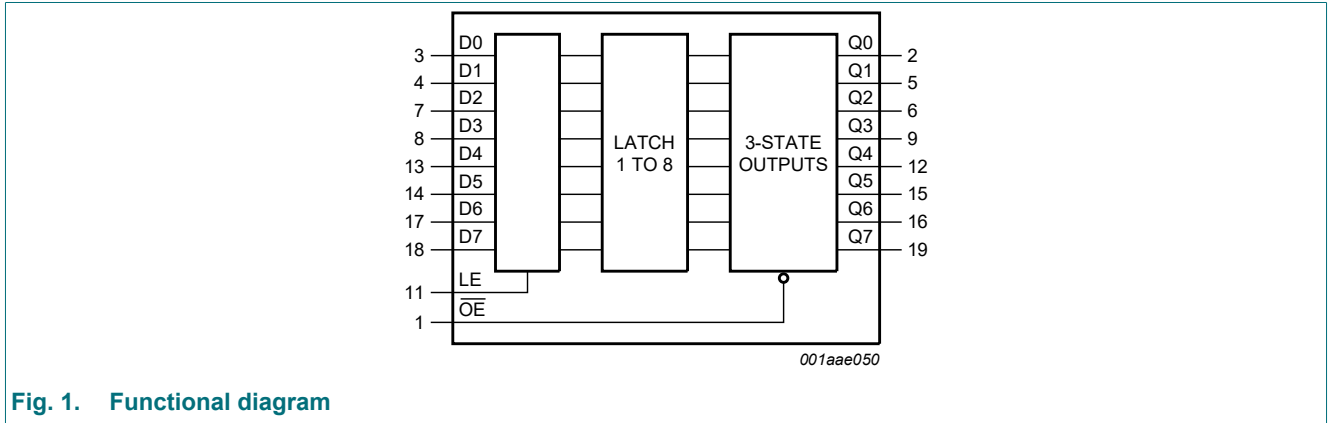 D0
Q0
3
2
D1
Q1
4
5
D2
Q2
7
6
D3
Q3
8
9
LATCH
1 TO 8
3-STATE
OUTPUTS
D4
Q4
13
12
D5
Q5
14
15
D6
Q6
17
16
D7
Q7
18
19
LE
11
O̅E̅
1
001aae050
Fig. 1. Functional diagram